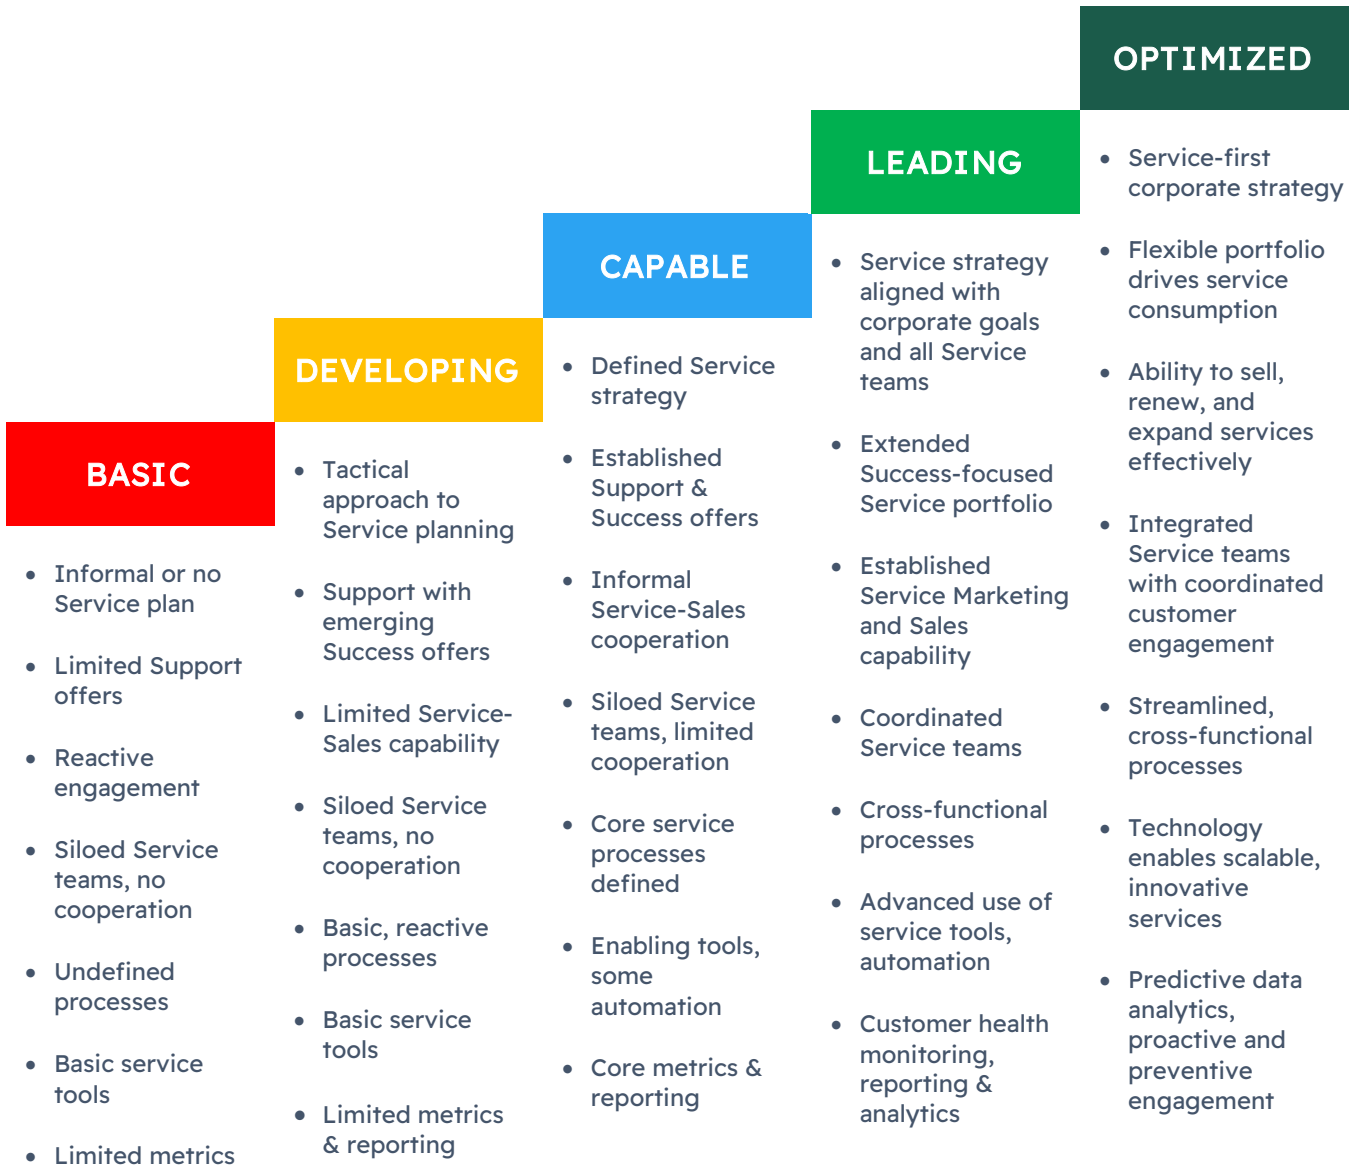 BASIC
• Informal or no
Service plan
• Limited Support
offers
• Reactive
engagement
• Siloed Service
teams, no
cooperation
• Undefined
processes
• Basic service
tools
• Limited metrics
DEVELOPING
• Tactical
approach to
Service planning
• Support with
emerging
Success offers
• Limited Service-
Sales capability
• Siloed Service
teams, no
cooperation
• Basic, reactive
processes
• Basic service
tools
• Limited metrics
& reporting
CAPABLE
• Defined Service
strategy
• Established
Support &
Success offers
• Informal
Service-Sales
cooperation
• Siloed Service
teams, limited
cooperation
• Core service
processes
defined
• Enabling tools,
some
automation
• Core metrics &
reporting
LEADING
• Service strategy
aligned with
corporate goals
and all Service
teams
• Extended
Success-focused
Service portfolio
• Established
Service Marketing
and Sales
capability
• Coordinated
Service teams
• Cross-functional
processes
• Advanced use of
service tools,
automation
• Customer health
monitoring,
reporting &
analytics
OPTIMIZED
• Service-first
corporate strategy
• Flexible portfolio
drives service
consumption
• Ability to sell,
renew, and
expand services
effectively
• Integrated
Service teams
with coordinated
customer
engagement
• Streamlined,
cross-functional
processes
• Technology
enables scalable,
innovative
services
• Predictive data
analytics,
proactive and
preventive
engagement